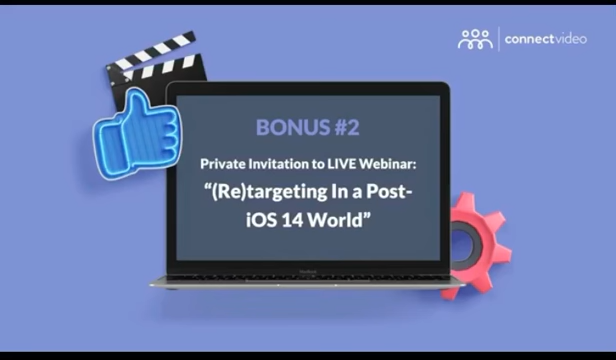 connectvideo
BONUS #2
Private Invitation to LIVE Webinar:
“(Re)targeting In a Post-
iOS 14 World”